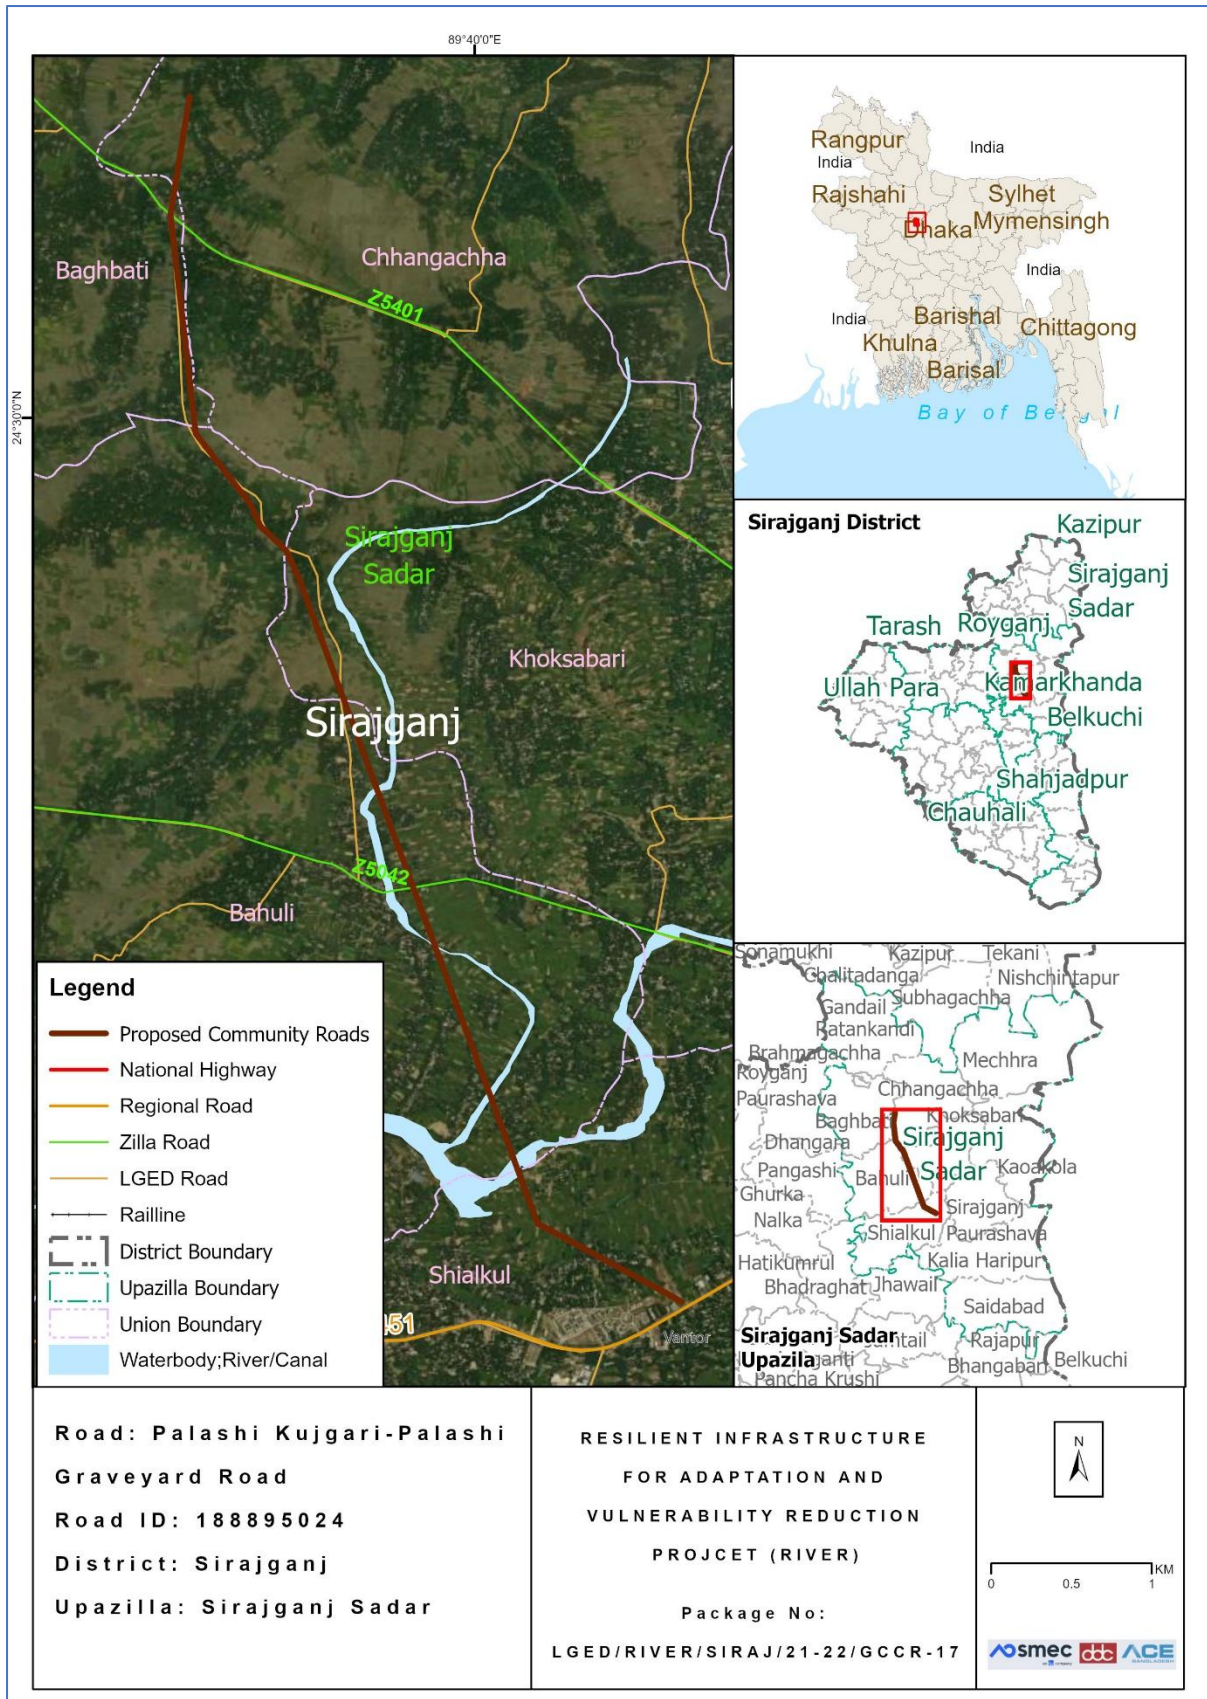 89°40'0"E
24°30'0"N
Baghbati
Chhangachha
Z5401
Sirajganj
Sadar
Khoksabari
Sirajganj
Z5042
Bahuli
Shialkul
Vantor
Legend
Proposed Community Roads
National Highway
Regional Road
Zilla Road
LGED Road
Railline
District Boundary
Upazilla Boundary
Union Boundary
Waterbody;River/Canal
Rangpur
India
India
Rajshahi
Sylhet
Mymensingh
Dhaka
India
India
Barishal
Chittagong
Khulna
Barisal
Bay of Bengal
Sirajganj District
Kazipur
Sirajganj
Sadar
Tarash
Royganj
Ullah Para
Kamarkhanda
Belkuchi
Shahjadpur
Chauhali
Sonamukhi
Kazipur
Tekani
Chalitadanga
Nishchintapur
Gandail
Subhagachha
Ratankandi
Brahmagachha
Mechhra
Royganj
Paurashava
Chhangachha
Baghbati
Khoksabari
Dhangara
Sirajganj
Sadar
Pangashi
Bahuli
Kaoakola
Ghurka
Sirajganj
Nalka
Shialkul
Paurashava
Hatikumrul
Kalia Haripur
Bhadraghat
Jhawail
Saidabad
Sirajganj Sadar
Upazila
Rajapur
Bhangabari
Belkuchi
Pancha Krushi
Road: Palashi Kujgari-Palashi
Graveyard Road
Road ID: 188895024
District: Sirajganj
Upazilla: Sirajganj Sadar
RESILIENT INFRASTRUCTURE
FOR ADAPTATION AND
VULNERABILITY REDUCTION
PROJCET (RIVER)
Package No:
LGED/RIVER/SIRAJ/21-22/GCCR-17
N
KM
0
0.5
1
smec
ACE
BANGLADESH